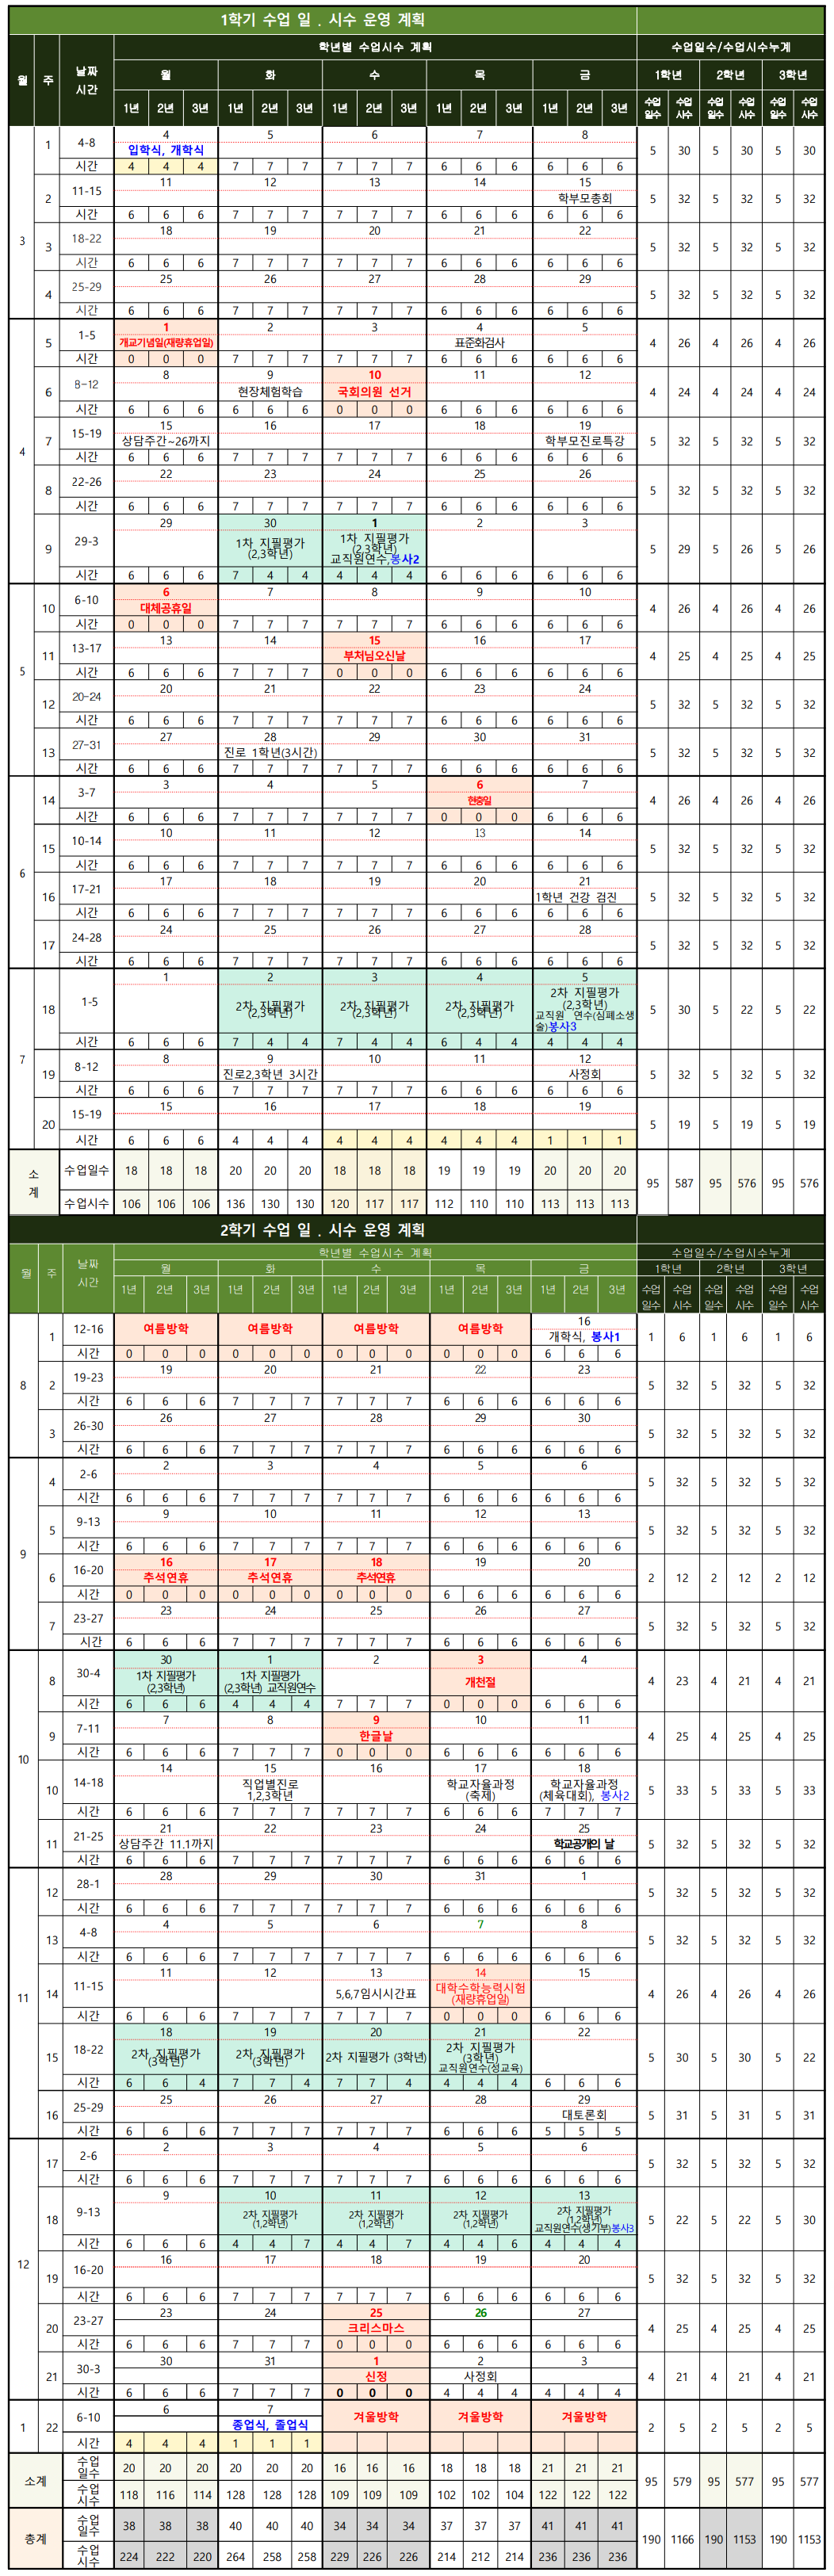 1학기 수업 일 . 시수 운영 계획
학년별 수업시수 계획 수업일수/수업시수누계
월 주 날짜 시간 월 화 수 목 금 1학년 2학년 3학년
1년 2년 3년 1년 2년 3년 1년 2년 3년 1년 2년 3년 1년 2년 3년 수업일수 수업시수 수업일수 수업시수 수업일수 수업시수
3 1 4-8 4 5 6 7 8 5 30 5 30 5 30
입학식, 개학식
시간 4 4 4 7 7 7 7 7 7 6 6 6 6 6 6
2 11-15 11 12 13 14 15 5 32 5 32 5 32
학부모총회
시간 6 6 6 7 7 7 7 7 7 6 6 6 6 6 6
3 18-22 18 19 20 21 22 5 32 5 32 5 32
시간 6 6 6 7 7 7 7 7 7 6 6 6 6 6 6
4 25-29 25 26 27 28 29 5 32 5 32 5 32
시간 6 6 6 7 7 7 7 7 7 6 6 6 6 6 6
4 5 1-5 1 2 3 4 5 4 26 4 26 4 26
개교기념일(재량휴업일) 표준화검사
시간 0 0 0 7 7 7 7 7 7 6 6 6 6 6 6
6 8-12 8 9 10 11 12 4 24 4 24 4 24
현장체험학습 국회의원 선거
시간 6 6 6 6 6 6 0 0 0 6 6 6 6 6 6
7 15-19 15 16 17 18 19 5 32 5 32 5 32
상담주간~26까지 학부모진로특강
시간 6 6 6 7 7 7 7 7 7 6 6 6 6 6 6
8 22-26 22 23 24 25 26 5 32 5 32 5 32
시간 6 6 6 7 7 7 7 7 7 6 6 6 6 6 6
9 29-3 29 30 1 2 3 5 29 5 26 5 26
1차 지필평가 (2,3학년) 1차 지필평가 (2,3학년) 교직원연수,봉사2
시간 6 6 6 7 4 4 4 4 4 6 6 6 6 6 6
5 10 6-10 6 7 8 9 10 4 26 4 26 4 26
대체공휴일
시간 0 0 0 7 7 7 7 7 7 6 6 6 6 6 6
11 13-17 13 14 15 16 17 4 25 4 25 4 25
부처님오신날
시간 6 6 6 7 7 7 0 0 0 6 6 6 6 6 6
12 20-24 20 21 22 23 24 5 32 5 32 5 32
시간 6 6 6 7 7 7 7 7 7 6 6 6 6 6 6
13 27-31 27 28 29 30 31 5 32 5 32 5 32
진로 1학년(3시간)
시간 6 6 6 7 7 7 7 7 7 6 6 6 6 6 6
6 14 3-7 3 4 5 6 7 4 26 4 26 4 26
현충일
시간 6 6 6 7 7 7 7 7 7 0 0 0 6 6 6
15 10-14 10 11 12 13 14 5 32 5 32 5 32
시간 6 6 6 7 7 7 7 7 7 6 6 6 6 6 6
16 17-21 17 18 19 20 21 5 32 5 32 5 32
1학년 건강 검진
시간 6 6 6 7 7 7 7 7 7 6 6 6 6 6 6
17 24-28 24 25 26 27 28 5 32 5 32 5 32
시간 6 6 6 7 7 7 7 7 7 6 6 6 6 6 6
7 18 1-5 1 2 3 4 5 5 30 5 22 5 22
2차 지필평가 (2,3학년) 2차 지필평가 (2,3학년) 2차 지필평가 (2,3학년) 2차 지필평가 (2,3학년) 교직원 연수(심폐소생술)봉사3
시간 6 6 6 7 4 4 7 4 4 6 4 4 4 4 4
19 8-12 8 9 10 11 12 5 32 5 32 5 32
진로2,3학년 3시간 사정회
시간 6 6 6 7 7 7 7 7 7 6 6 6 6 6 6
20 15-19 15 16 17 18 19 5 19 5 19 5 19
시간 6 6 6 4 4 4 4 4 4 4 4 4 1 1 1
소계 수업일수 18 18 18 20 20 20 18 18 18 19 19 19 20 20 20 95 587 95 576 95 576
수업시수 106 106 106 136 130 130 120 117 117 112 110 110 113 113 113
2학기 수업 일 . 시수 운영 계획
학년별 수업시수 계획 수업일수/수업시수누계
월 주 날짜 시간 월 화 수 목 금 1학년 2학년 3학년
1년 2년 3년 1년 2년 3년 1년 2년 3년 1년 2년 3년 1년 2년 3년 수업일수 수업시수 수업일수 수업시수 수업일수 수업시수
8 1 12-16 여름방학 여름방학 여름방학 여름방학 16 1 6 1 6 1 6
개학식, 봉사1
시간 0 0 0 0 0 0 0 0 0 0 0 0 6 6 6
2 19-23 19 20 21 22 23 5 32 5 32 5 32
시간 6 6 6 7 7 7 7 7 7 6 6 6 6 6 6
3 26-30 26 27 28 29 30 5 32 5 32 5 32
시간 6 6 6 7 7 7 7 7 7 6 6 6 6 6 6
9 4 2-6 2 3 4 5 6 5 32 5 32 5 32
시간 6 6 6 7 7 7 7 7 7 6 6 6 6 6 6
5 9-13 9 10 11 12 13 5 32 5 32 5 32
시간 6 6 6 7 7 7 7 7 7 6 6 6 6 6 6
6 16-20 16 17 18 19 20 2 12 2 12 2 12
추석연휴 추석연휴 추석연휴
시간 0 0 0 0 0 0 0 0 0 6 6 6 6 6 6
7 23-27 23 24 25 26 27 5 32 5 32 5 32
시간 6 6 6 7 7 7 7 7 7 6 6 6 6 6 6
10 8 30-4 30 1 2 3 4 4 23 4 21 4 21
1차 지필평가 (2,3학년) 1차 지필평가 (2,3학년) 교직원연수 개천절
시간 6 6 6 4 4 4 7 7 7 0 0 0 6 6 6
9 7-11 7 8 9 10 11 4 25 4 25 4 25
한글날
시간 6 6 6 7 7 7 0 0 0 6 6 6 6 6 6
10 14-18 14 15 16 17 18 5 33 5 33 5 33
직업별진로 1,2,3학년 학교자율과정 (축제) 학교자율과정 (체육대회), 봉사2
시간 6 6 6 7 7 7 7 7 7 6 6 6 7 7 7
11 21-25 21 22 23 24 25 5 32 5 32 5 32
상담주간 11.1까지 학교공개의 날
시간 6 6 6 7 7 7 7 7 7 6 6 6 6 6 6
11 12 28-1 28 29 30 31 1 5 32 5 32 5 32
시간 6 6 6 7 7 7 7 7 7 6 6 6 6 6 6
13 4-8 4 5 6 7 8 5 32 5 32 5 32
시간 6 6 6 7 7 7 7 7 7 6 6 6 6 6 6
14 11-15 11 12 13 14 15 4 26 4 26 4 26
5,6,7임시시간표 대학수학능력시험 (재량휴업일)
시간 6 6 6 7 7 7 7 7 7 0 0 0 6 6 6
15 18-22 18 19 20 21 22 5 30 5 30 5 22
2차 지필평가 (3학년) 2차 지필평가 (3학년) 2차 지필평가 (3학년) 2차 지필평가 (3학년) 교직원연수(성교육)
시간 6 6 4 7 7 4 7 7 4 4 4 4 6 6 6
16 25-29 25 26 27 28 29 5 31 5 31 5 31
대토론회
시간 6 6 6 7 7 7 7 7 7 6 6 6 5 5 5
12 17 2-6 2 3 4 5 6 5 32 5 32 5 32
시간 6 6 6 7 7 7 7 7 7 6 6 6 6 6 6
18 9-13 9 10 11 12 13 5 22 5 22 5 30
2차 지필평가 (1,2학년) 2차 지필평가 (1,2학년) 2차 지필평가 (1,2학년) 2차 지필평가 (1,2학년) 교직원연수(생기부)봉사3
시간 6 6 6 4 4 7 4 4 7 4 4 6 4 4 4
19 16-20 16 17 18 19 20 5 32 5 32 5 32
시간 6 6 6 7 7 7 7 7 7 6 6 6 6 6 6
20 23-27 23 24 25 26 27 4 25 4 25 4 25
크리스마스
시간 6 6 6 7 7 7 0 0 0 6 6 6 6 6 6
21 30-3 30 31 1 2 3 4 21 4 21 4 21
신정 사정회
시간 6 6 6 7 7 7 0 0 0 4 4 4 4 4 4
1 22 6-10 6 7 겨울방학 겨울방학 겨울방학 2 5 2 5 2 5
종업식, 졸업식
시간 4 4 4 1 1 1
소계 수업일수 20 20 20 20 20 20 16 16 16 18 18 18 21 21 21 95 579 95 577 95 577
수업시수 118 116 114 128 128 128 109 109 109 102 102 104 122 122 122
총계 수업일수 38 38 38 40 40 40 34 34 34 37 37 37 41 41 41 190 1166 190 1153 190 1153
수업시수 224 222 220 264 258 258 229 226 226 214 212 214 236 236 236